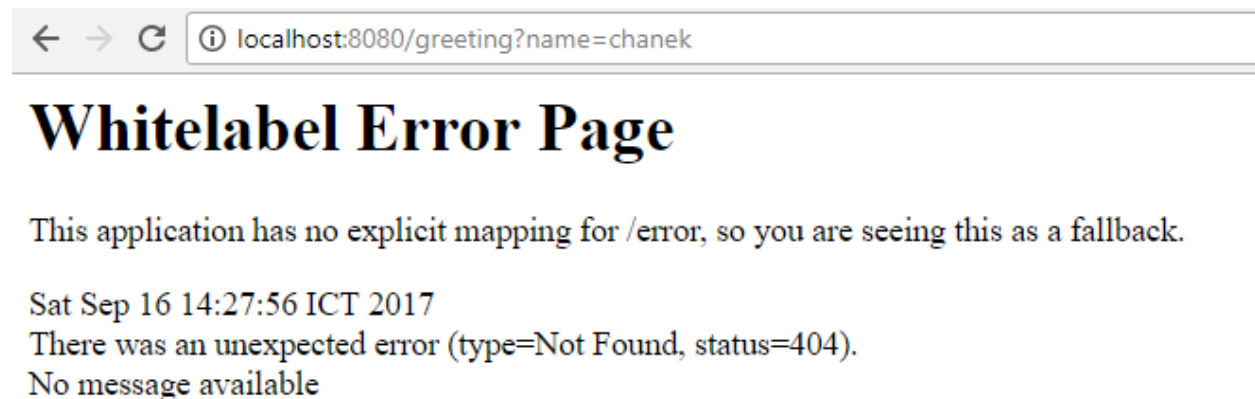 localhost:8080/greeting?name=chanek
Whitelabel Error Page
This application has no explicit mapping for /error, so you are seeing this as a fallback.
Sat Sep 16 14:27:56 ICT 2017
There was an unexpected error (type=Not Found, status=404).
No message available